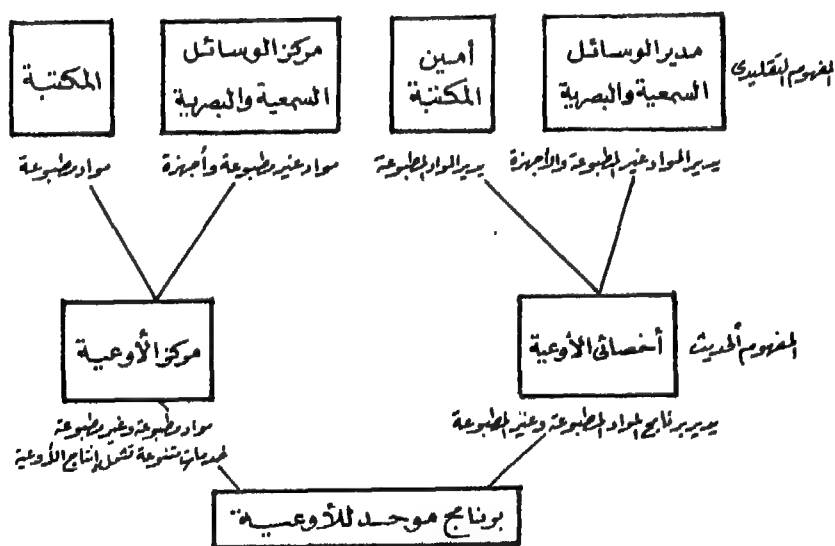 المفهوم التقليدى
مدير الوسائل
السمعية والبصرية
يدير المواد غير المطبوعة والأجهزة
أمين
المكتبة
يدير المواد المطبوعة
مركز الوسائل
السمعية والبصرية
مواد غير مطبوعة وأجهزة
المكتبة
مواد مطبوعة
المفهوم الحديث
أخصائى الأوعية
يدير برنامج المواد المطبوعة وغير المطبوعة
مركز الأوعية
مواد مطبوعة وغير مطبوعة
خدمات متنوعة تشمل إنتاج الأوعية
برنامج موحد للأوعية